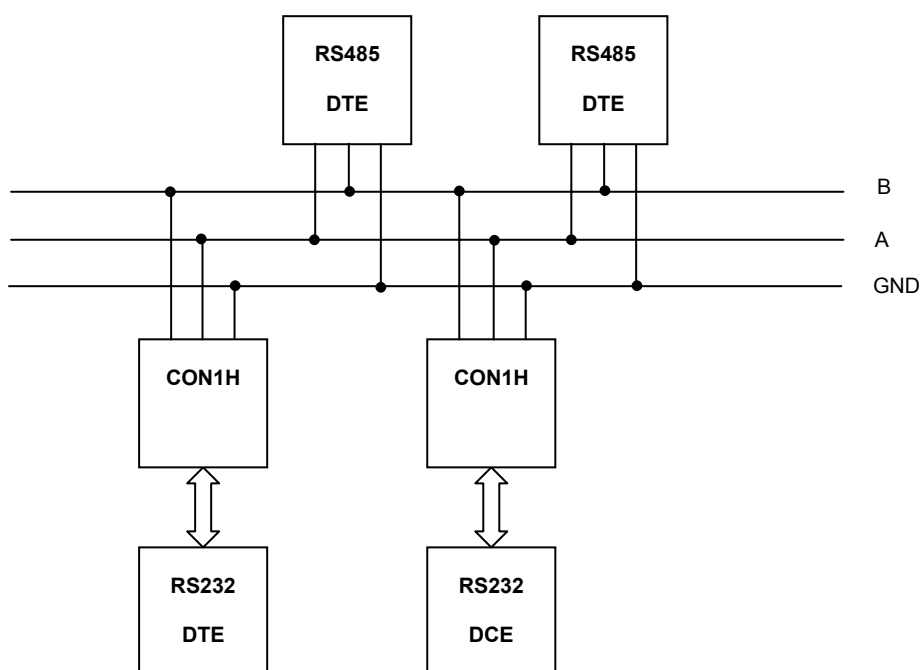 RS485
DTE
RS485
DTE
B
A
GND
CON1H
CON1H
RS232
DTE
RS232
DCE